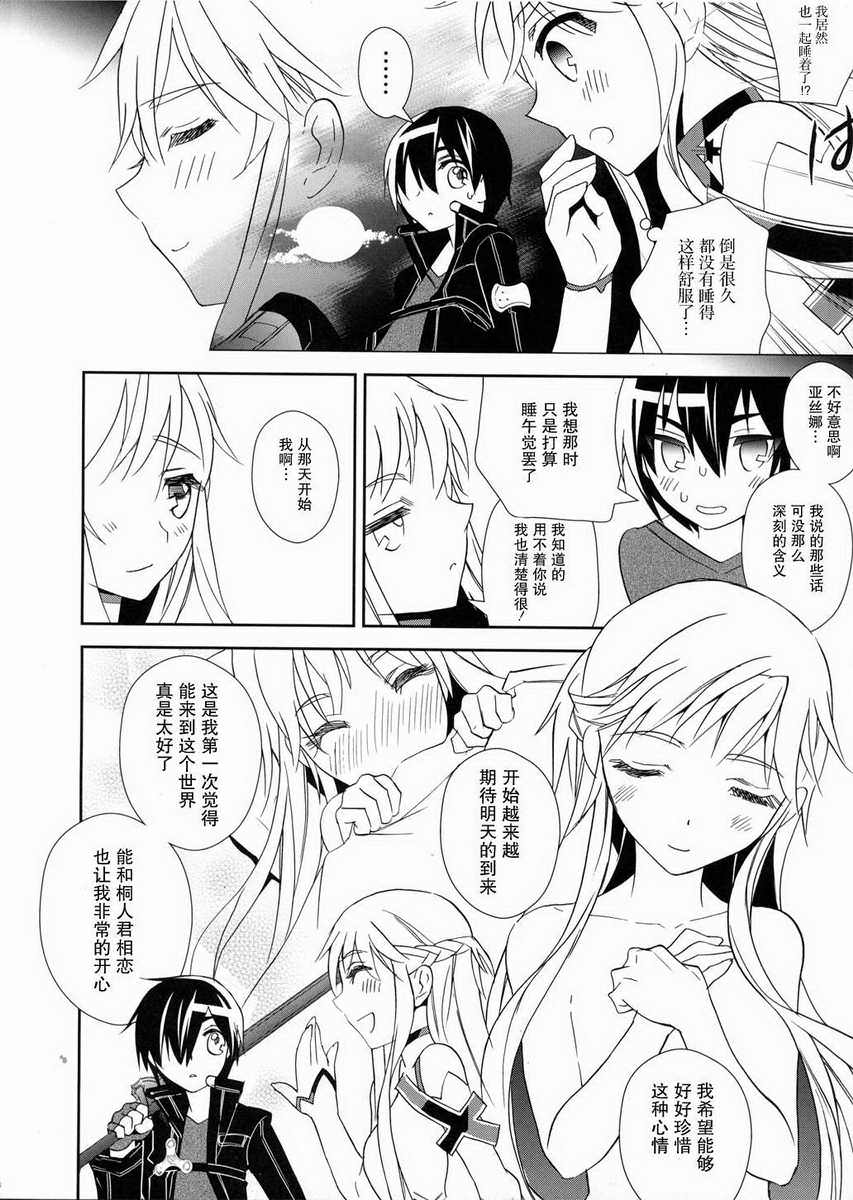 我居然
也一起睡着了!?
は
倒是很久
都没有睡得
这样舒服了…
……
不好意思啊
亚丝娜…
我说的那些话
可没那么
深刻的含义
我想那时
只是打算
睡午觉罢了
我知道的
用不着你说
我也清楚得很!
从那天开始
我啊…
开始越来越
期待明天的到来
这是我第一次觉得
能来到这个世界
真是太好了
能和桐人君相恋
也让我非常的开心
我希望能够
好好珍惜
这种心情